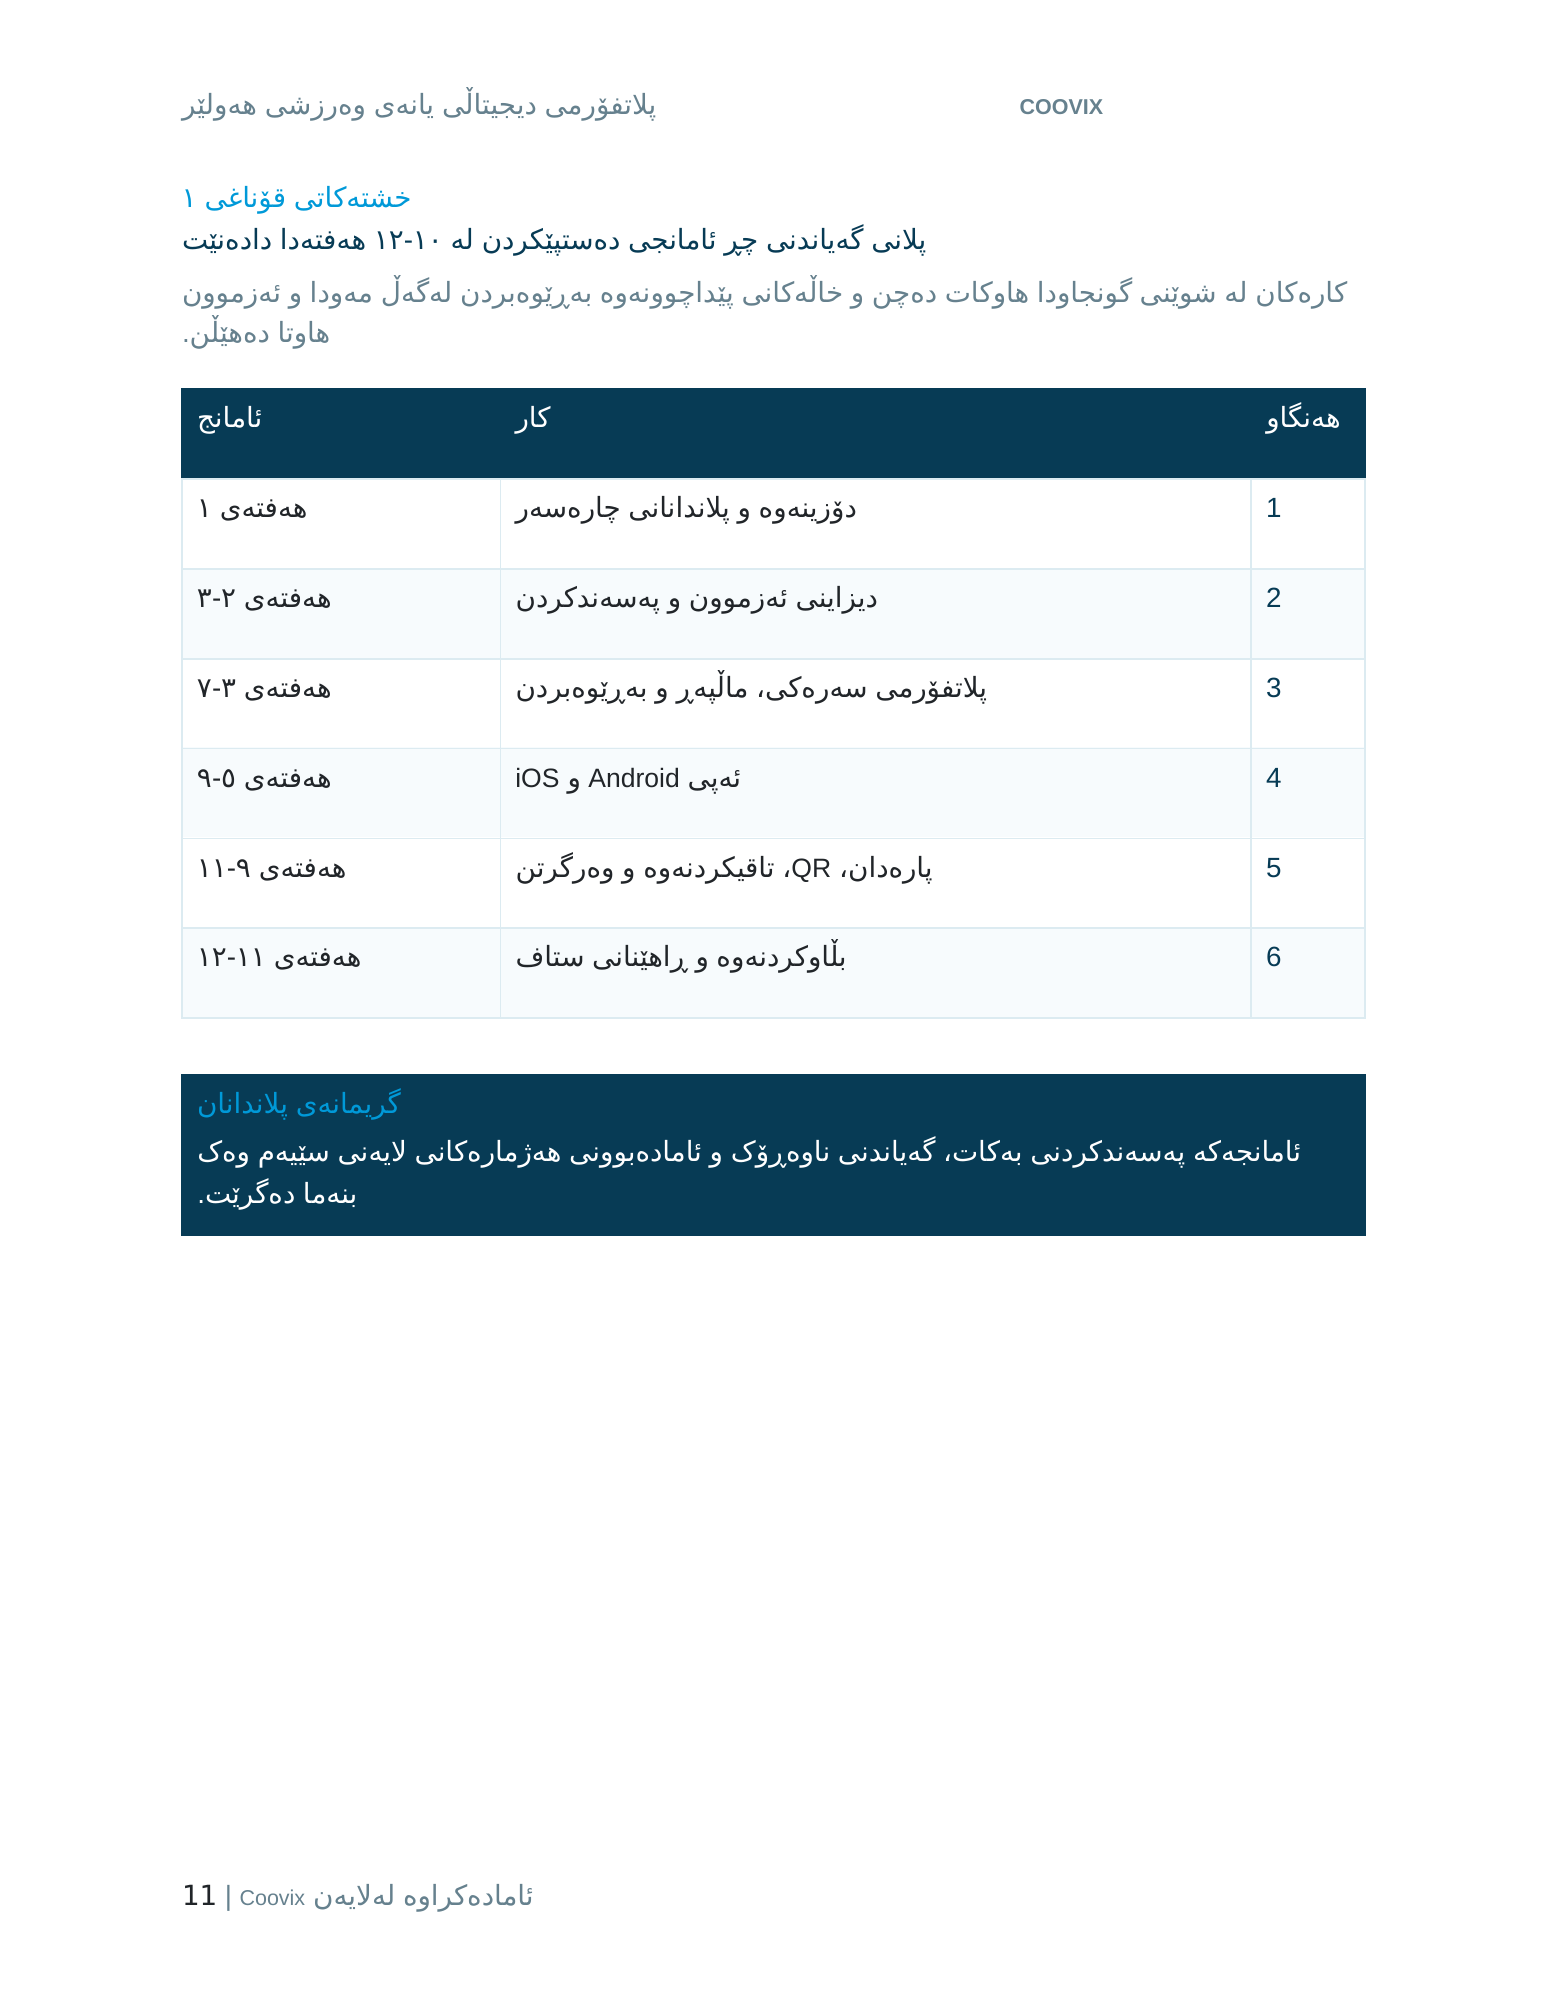 COOVIX پلاتفۆرمی دیجیتاڵی یانەی وەرزشی هەولێر
خشتەکاتی قۆناغی ١
پلانی گەیاندنی چڕ ئامانجی دەستپێکردن لە ١٠-١٢ هەفتەدا دادەنێت
کارەکان لە شوێنی گونجاودا هاوکات دەچن و خاڵەکانی پێداچوونەوە بەڕێوەبردن لەگەڵ مەودا و ئەزموون
هاوتا دەهێڵن.
هەنگاو کار ئامانج
1 دۆزینەوە و پلاندانانی چارەسەر هەفتەی ١
2 دیزاینی ئەزموون و پەسەندکردن هەفتەی ٢-٣
3 پلاتفۆرمی سەرەکی، ماڵپەڕ و بەڕێوەبردن هەفتەی ٣-٧
4 ئەپی Android و iOS هەفتەی ٥-٩
5 پارەدان، QR، تاقیکردنەوە و وەرگرتن هەفتەی ٩-١١
6 بڵاوکردنەوە و ڕاهێنانی ستاف هەفتەی ١١-١٢
گریمانەی پلاندانان
ئامانجەکە پەسەندکردنی بەکات، گەیاندنی ناوەڕۆک و ئامادەبوونی هەژمارەکانی لایەنی سێیەم وەک
بنەما دەگرێت.
ئامادەکراوە لەلایەن Coovix | 11